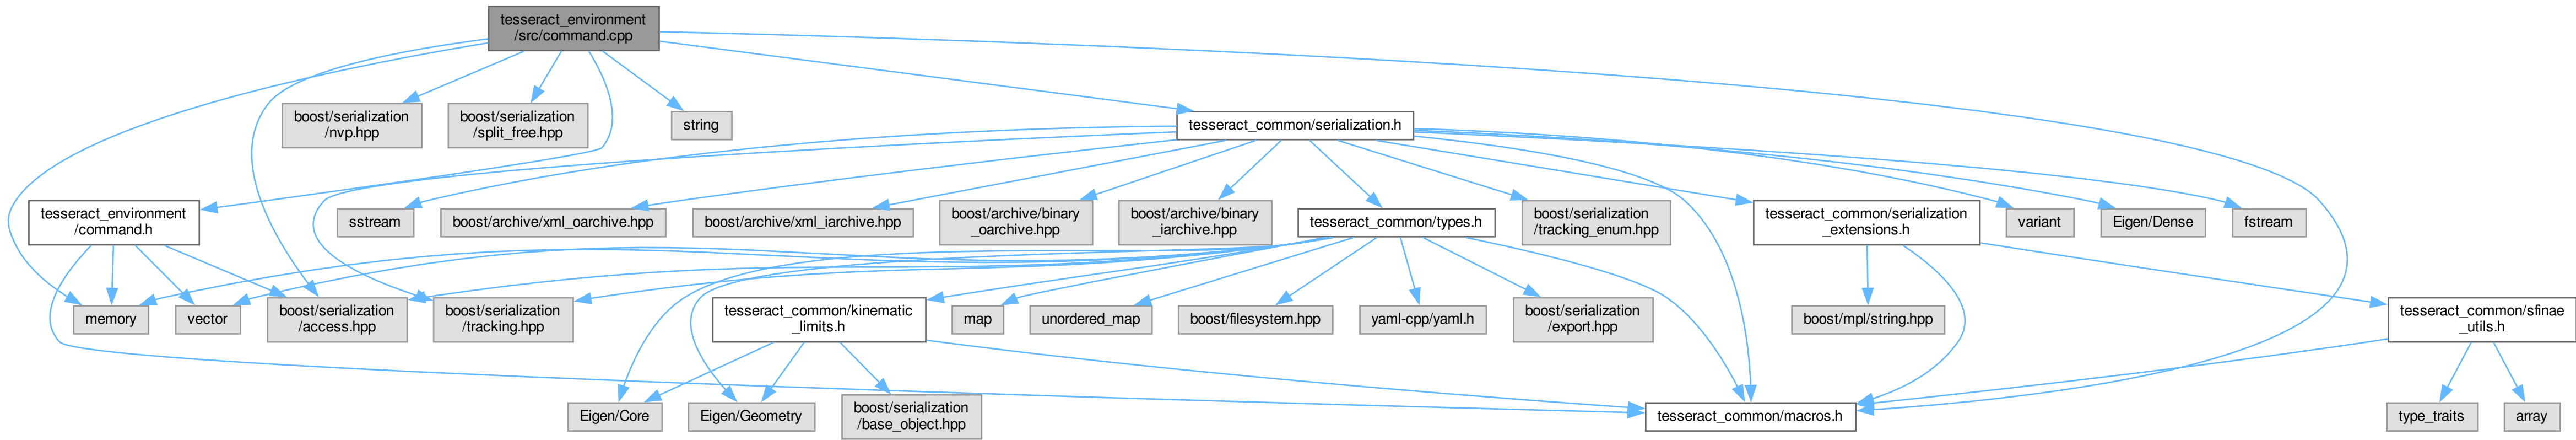 tesseract_environment
/src/command.cpp
boost/serialization
/nvp.hpp
boost/serialization
/split_free.hpp
string
tesseract_common/serialization.h
tesseract_environment
/command.h
sstream
boost/archive/xml_oarchive.hpp
boost/archive/xml_iarchive.hpp
boost/archive/binary
_oarchive.hpp
boost/archive/binary
_iarchive.hpp
tesseract_common/types.h
boost/serialization
/tracking_enum.hpp
tesseract_common/serialization
_extensions.h
variant
Eigen/Dense
fstream
memory
vector
boost/serialization
/access.hpp
boost/serialization
/tracking.hpp
tesseract_common/kinematic
_limits.h
map
unordered_map
boost/filesystem.hpp
yaml-cpp/yaml.h
boost/serialization
/export.hpp
boost/mpl/string.hpp
tesseract_common/sfinae
_utils.h
Eigen/Core
Eigen/Geometry
boost/serialization
/base_object.hpp
tesseract_common/macros.h
type_traits
array